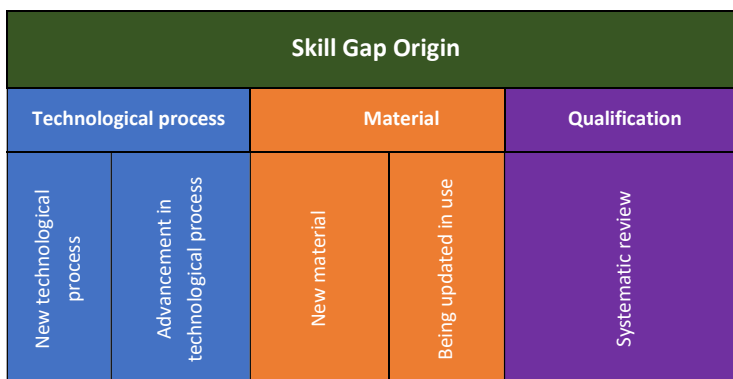 Skill Gap Origin
Technological process
Material
Qualification
New technological
process
Advancement in
technological process
New material
Being updated in use
Systematic review